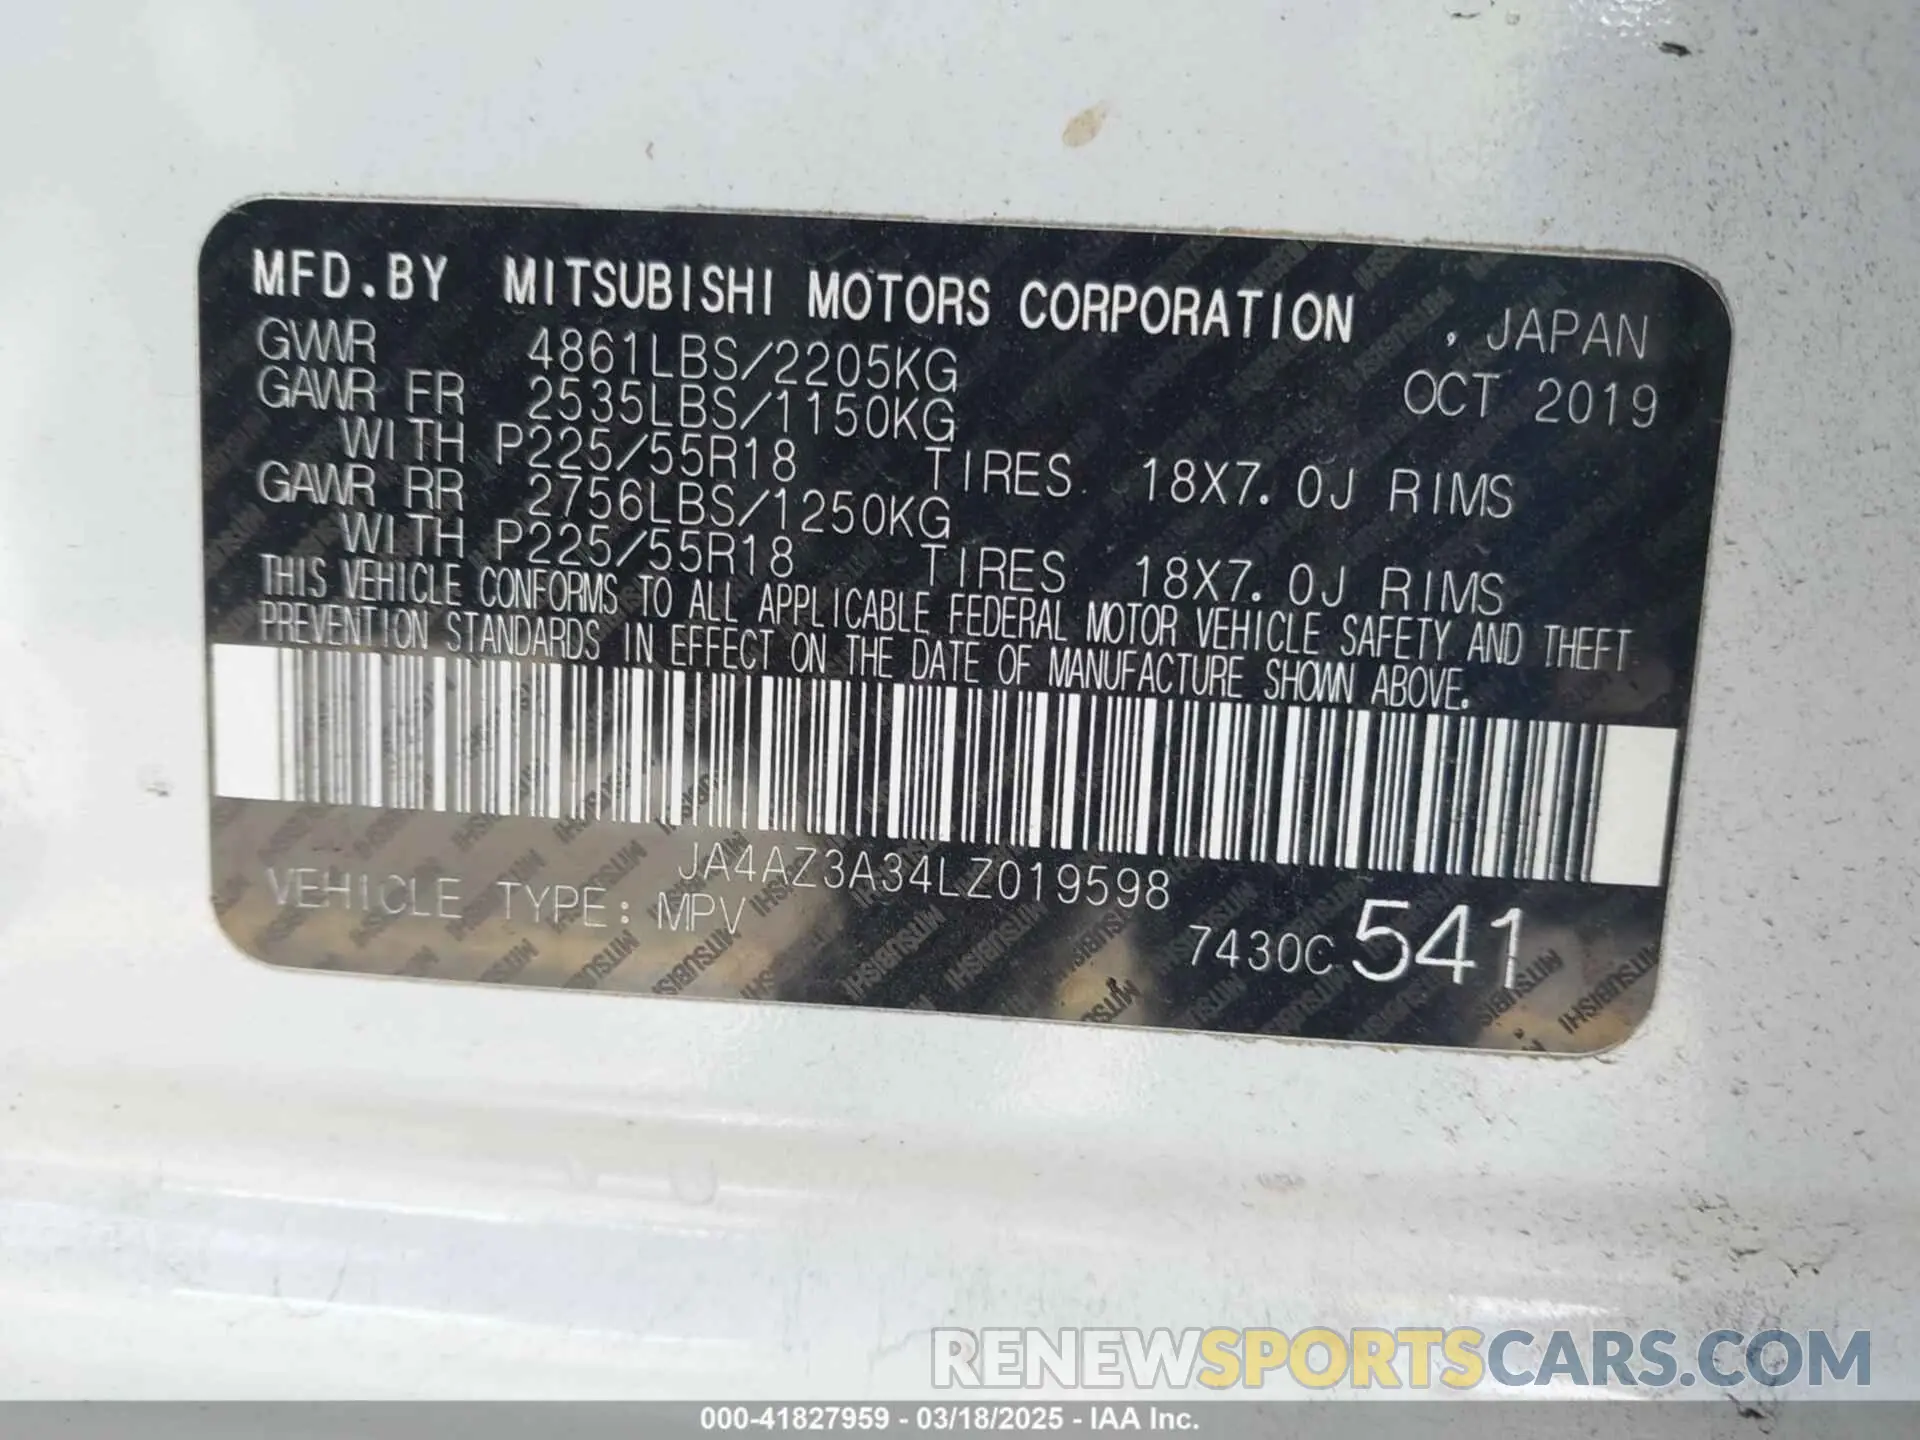 MFD.BY MITSUBISHI MOTORS CORPORATION , JAPAN
GVWR 4861LBS/2205KG OCT 2019
GAWR FR 2535LBS/1150KG
WITH P225/55R18 TIRES 18X7.0J RIMS
GAWR RR 2756LBS/1250KG
WITH P225/55R18 TIRES 18X7.0J RIMS
THIS VEHICLE CONFORMS TO ALL APPLICABLE FEDERAL MOTOR VEHICLE SAFETY AND THEFT
PREVENTION STANDARDS IN EFFECT ON THE DATE OF MANUFACTURE SHOWN ABOVE.
JA4AZ3A34LZ019598
VEHICLE TYPE: MPV
7430C 541
RENEWSPORTSCARS.COM
000-41827959 - 03/18/2025 - IAA Inc.